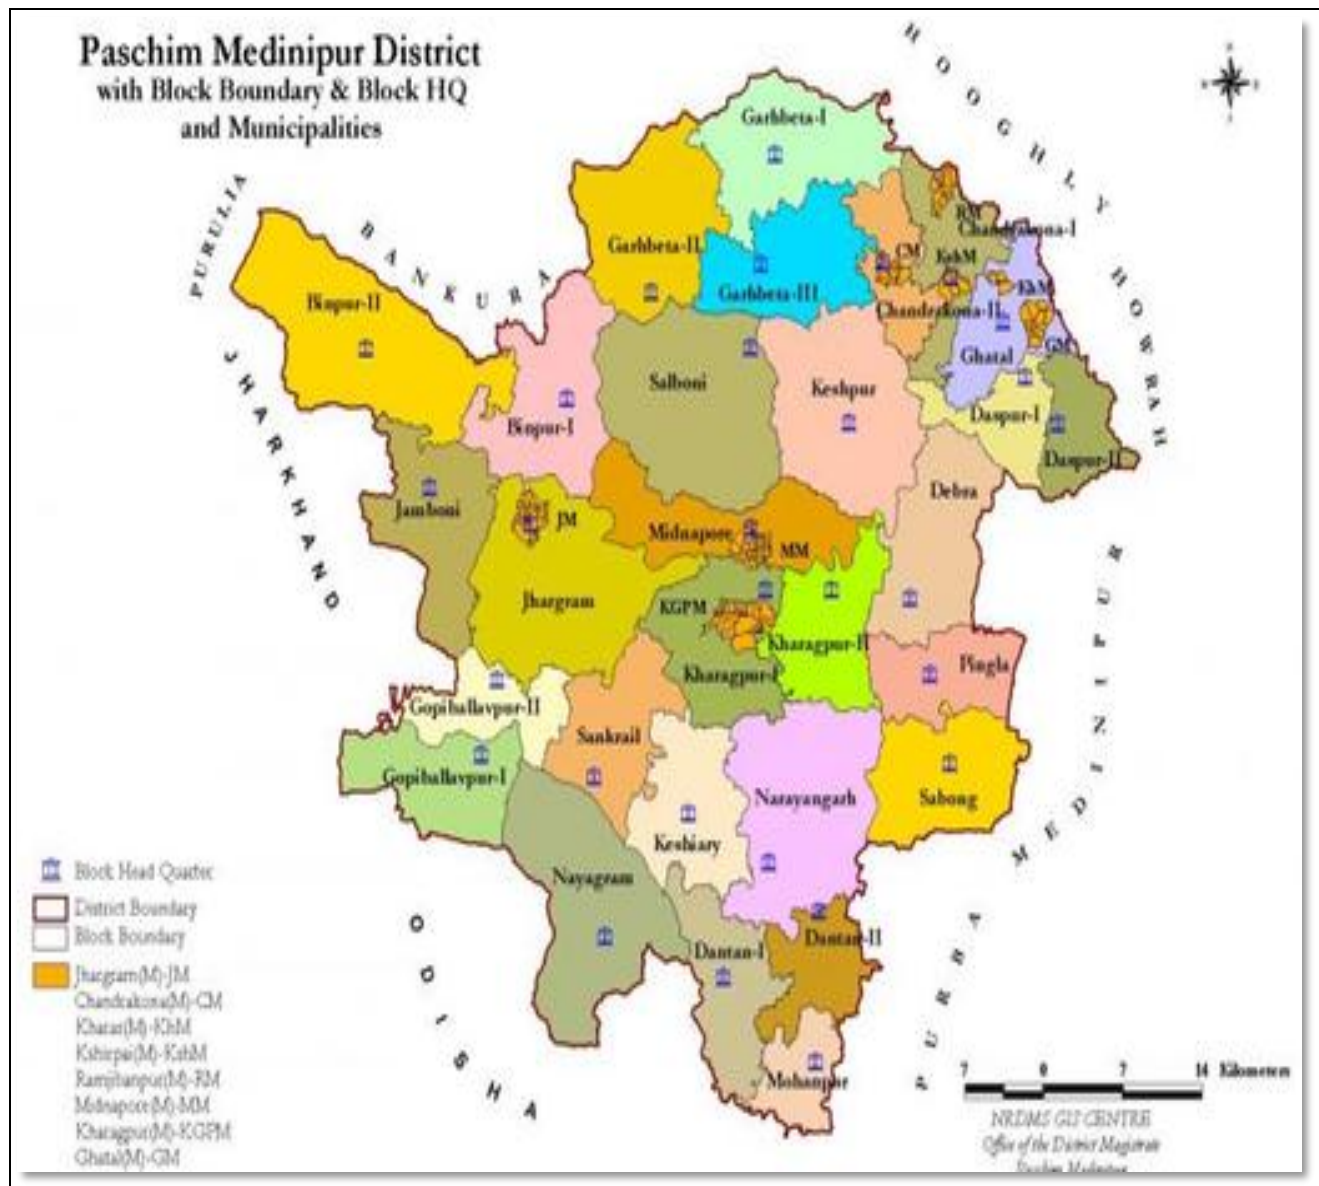 Paschim Medinipur District
with Block Boundary & Block HQ
and Municipalities
HOOGHLY
HOWRAH
PURULIA
BANKURA
JHARKHAND
ODISHA
PURBA MEDINIPUR
Garhbeta-I
Garhbeta-II
Garhbeta-III
RM
Chandrakona-I
CM
KshM
KhM
Chandrakona-II
GM
Ghatal
Binpur-II
Salboni
Keshpur
Daspur-I
Binpur-I
Daspur-II
Debra
Jamboni
JM
Midnapore
MM
Jhargram
KGPM
Kharagpur-II
Kharagpur-I
Pingla
Gopiballavpur-II
Sankrail
Gopiballavpur-I
Narayangarh
Sabong
Keshiary
Nayagram
Dantan-I
Dantan-II
Mohanpur
Block Head Quarter
District Boundary
Block Boundary
Jhargram(M)-JM
Chandrakona(M)-CM
Kharar(M)-KhM
Kshirpai(M)-KshM
Ramjibanpur(M)-RM
Midnapore(M)-MM
Kharagpur(M)-KGPM
Ghatal(M)-GM
7 0 7 14 Kilometers
NRDMS GIS CENTRE
Office of the District Magistrate
Paschim Medinipur